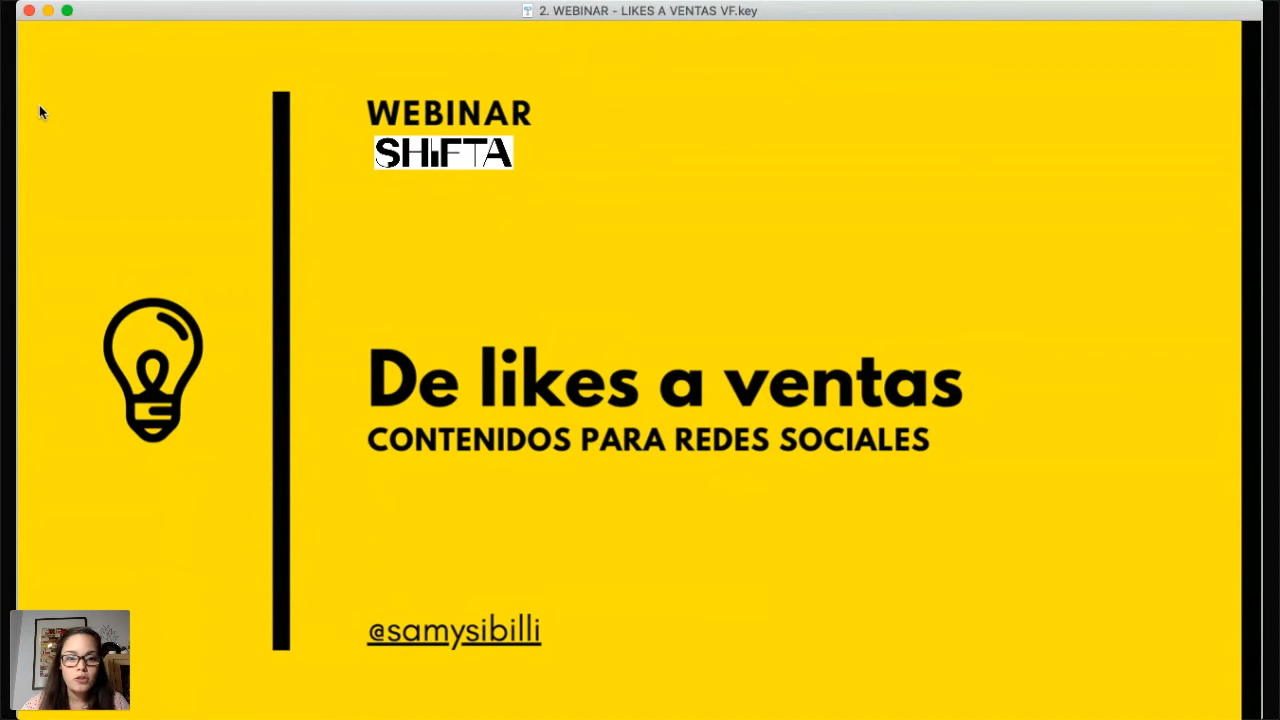 2. WEBINAR - LIKES A VENTAS VF.key
WEBINAR
SHiFTA
De likes a ventas
CONTENIDOS PARA REDES SOCIALES
@samysibilli